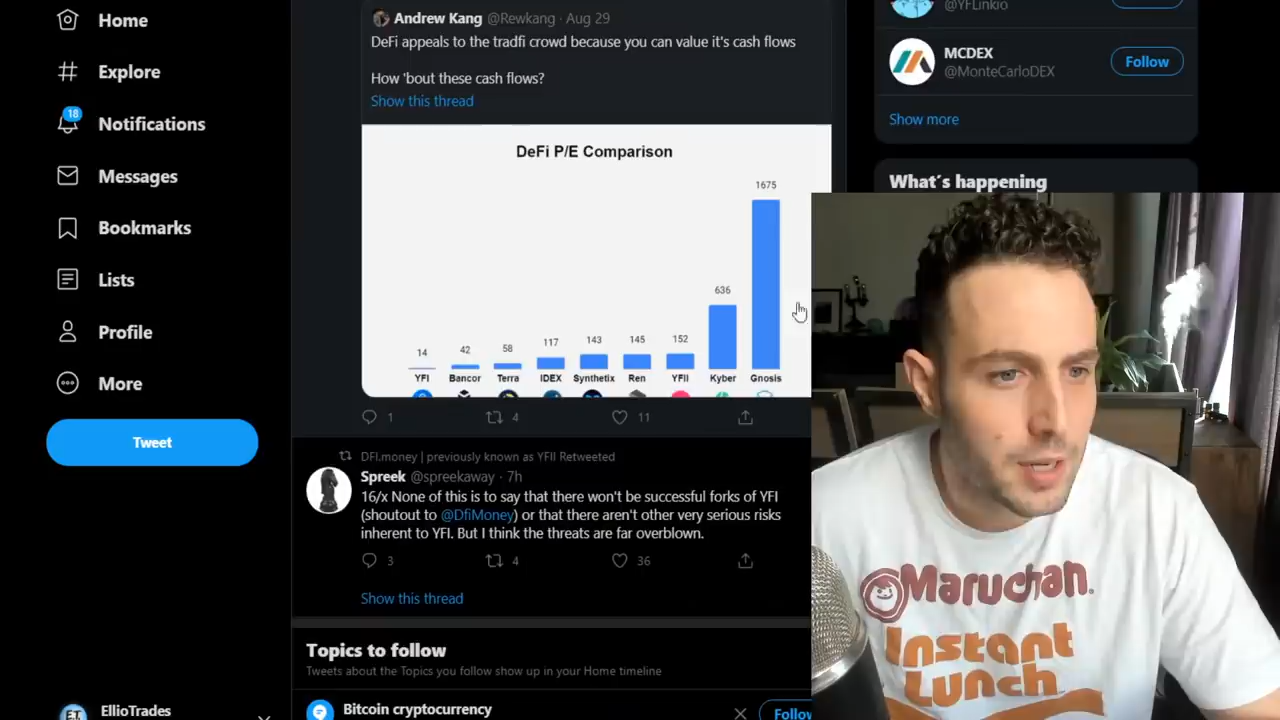 Home
Explore
18
Notifications
Messages
Bookmarks
Lists
Profile
More
Tweet
EllioTrades
Andrew Kang @Rewkang · Aug 29
DeFi appeals to the tradfi crowd because you can value it's cash flows
How 'bout these cash flows?
Show this thread
DeFi P/E Comparison
14
42
58
117
143
145
152
636
1675
YFI Bancor Terra IDEX Synthetix Ren YFII Kyber Gnosis
1 4 11
DFI.money | previously known as YFII Retweeted
Spreek @spreekaway · 7h
16/x None of this is to say that there won't be successful forks of YFI
(shoutout to @DfiMoney) or that there aren't other very serious risks
inherent to YFI. But I think the threats are far overblown.
3 4 36
Show this thread
Topics to follow
Tweets about the Topics you follow show up in your Home timeline
Bitcoin cryptocurrency
Follow
@YFLinkio
MCDEX
@MonteCarloDEX
Follow
Show more
What's happening
Maruchan.
Instant
Lunch